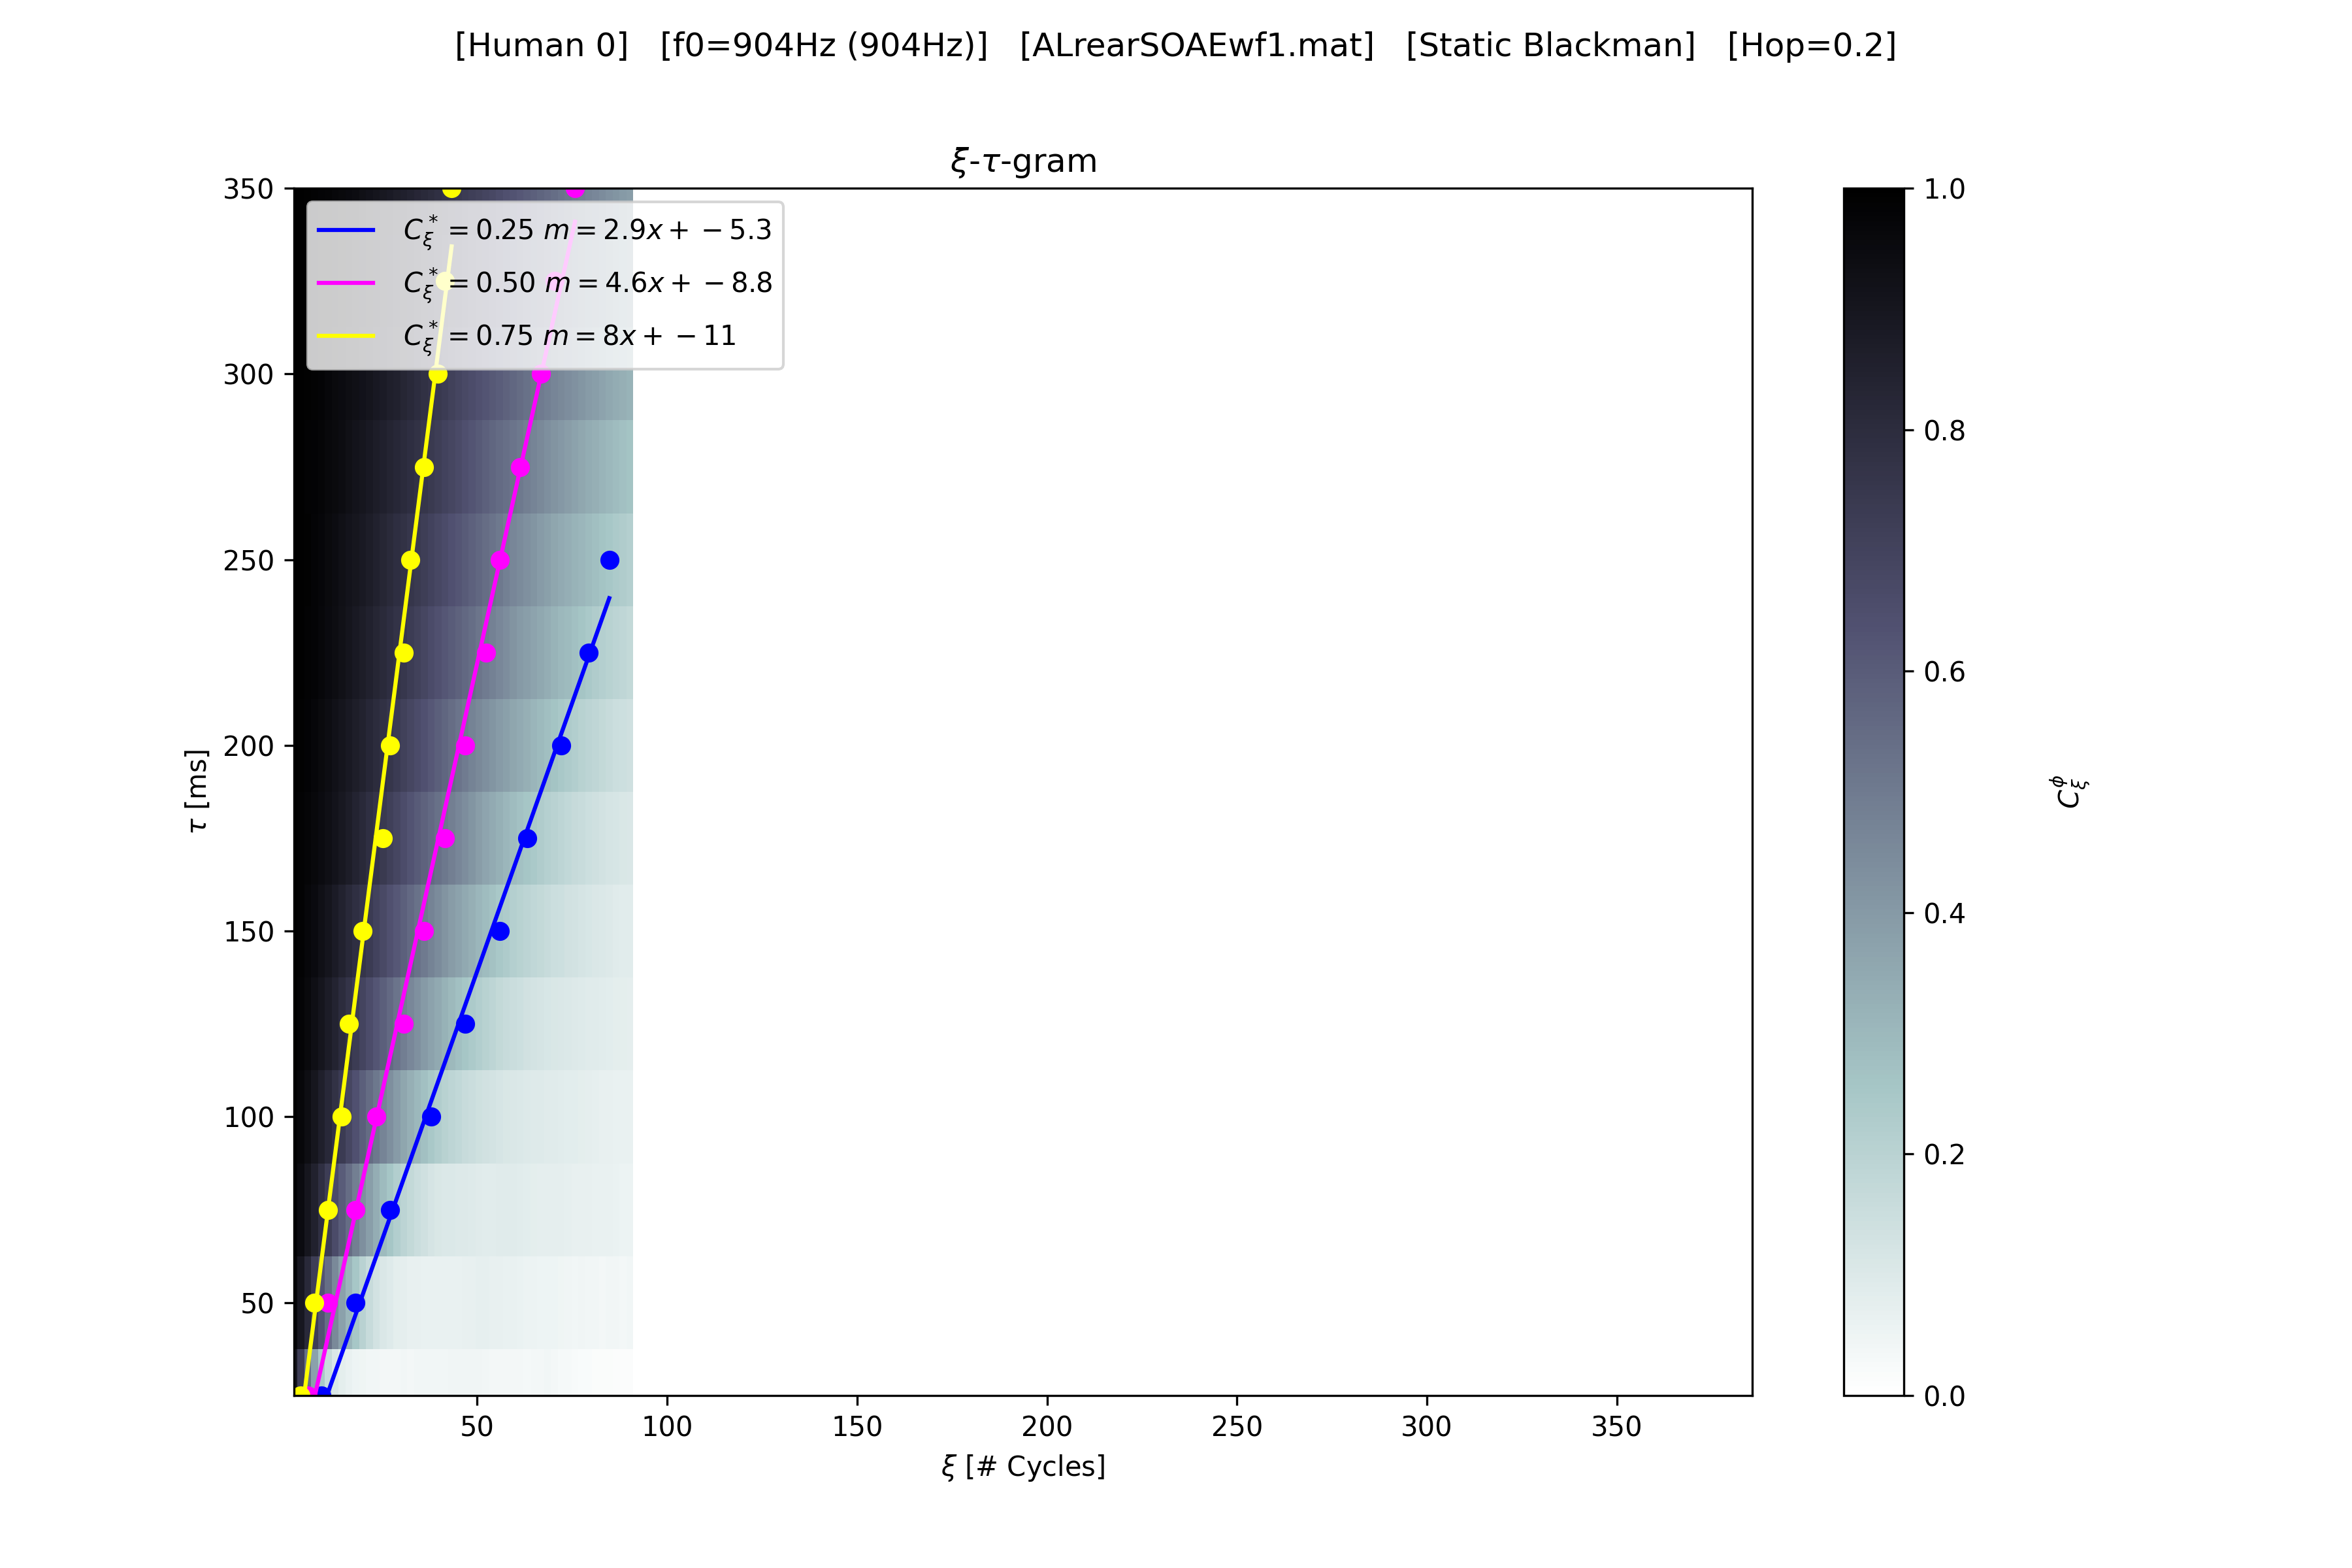 [Human 0] [f0=904Hz (904Hz)] [ALrearSOAEwf1.mat] [Static Blackman] [Hop=0.2]
ξ-τ-gram
C*ξ = 0.25 m = 2.9x + −5.3
C*ξ = 0.50 m = 4.6x + −8.8
C*ξ = 0.75 m = 8x + −11
350
300
250
200
150
100
50
τ [ms]
50 100 150 200 250 300 350
ξ [# Cycles]
1.0
0.8
0.6
0.4
0.2
0.0
Cϕξ